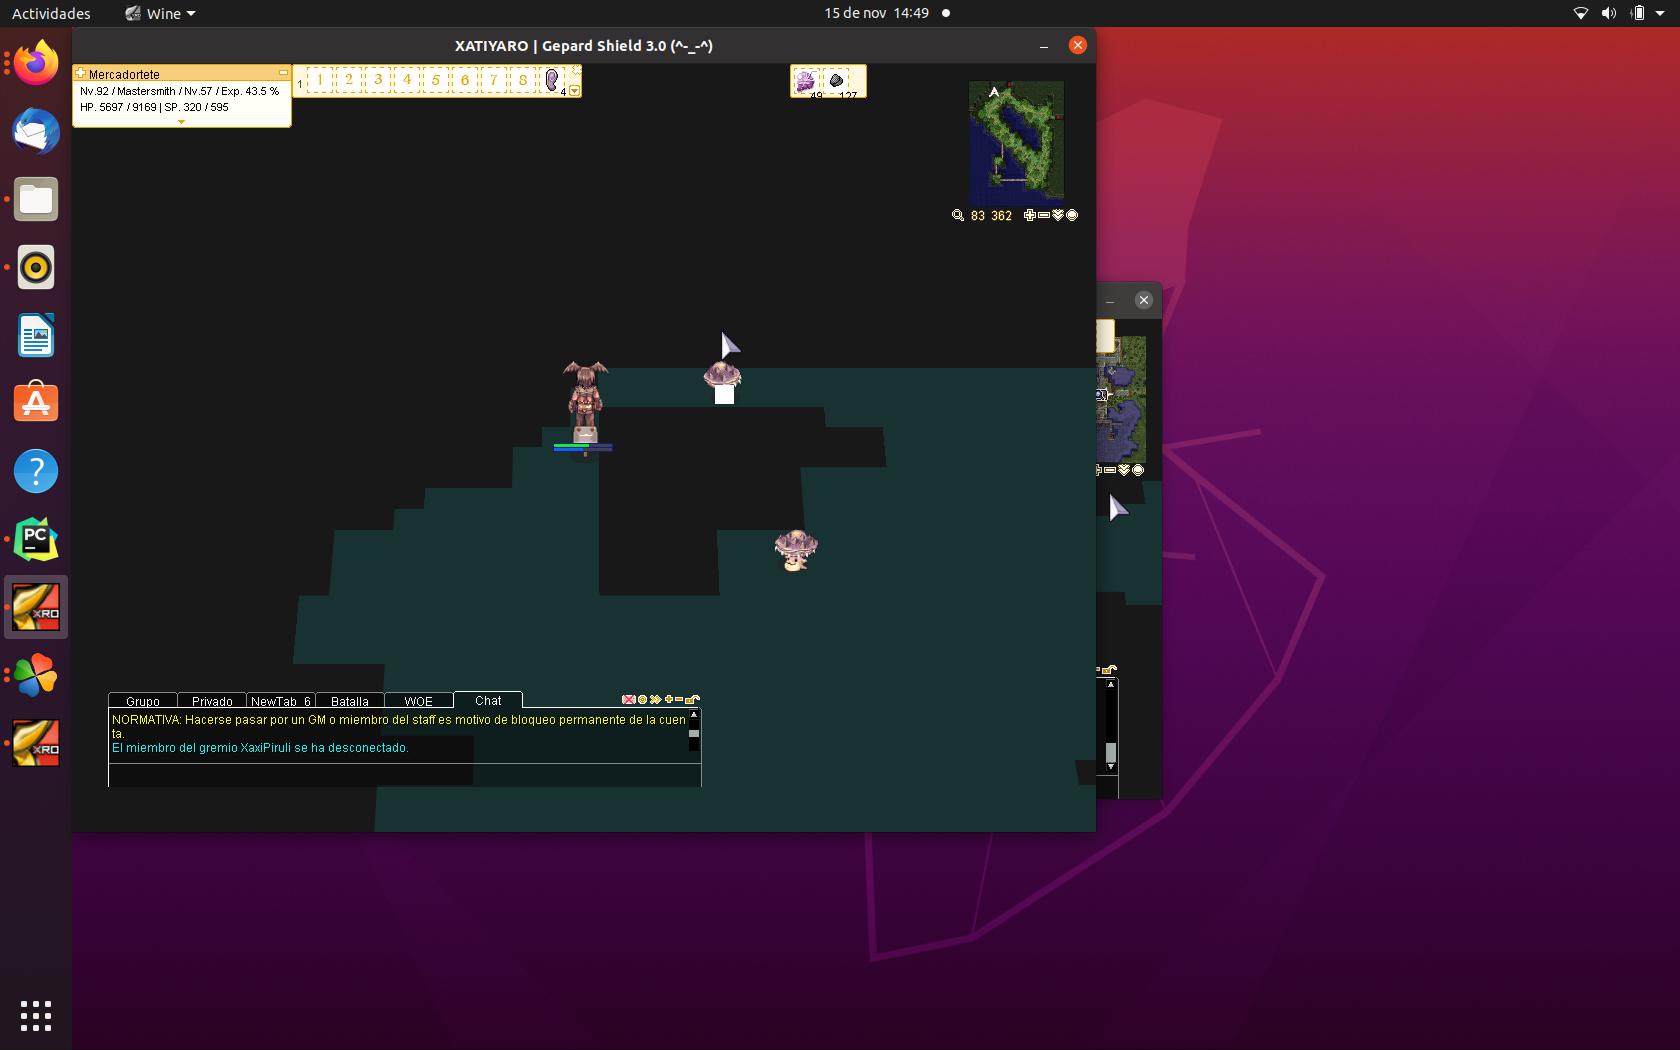 Actividades
Wine
15 de nov 14:49
XATIYARO | Gepard Shield 3.0 (^-_-^)
Mercadortete
Nv.92 / Mastersmith / Nv.57 / Exp. 43.5 %
HP. 5697 / 9169 | SP. 320 / 595
1 1 2 3 4 5 6 7 8 4
49 127
83 362
Grupo Privado NewTab 6 Batalla WOE Chat
NORMATIVA: Hacerse pasar por un GM o miembro del staff es motivo de bloqueo permanente de la cuen
ta.
El miembro del gremio XaxiPiruli se ha desconectado.
PC
XRO
XRO